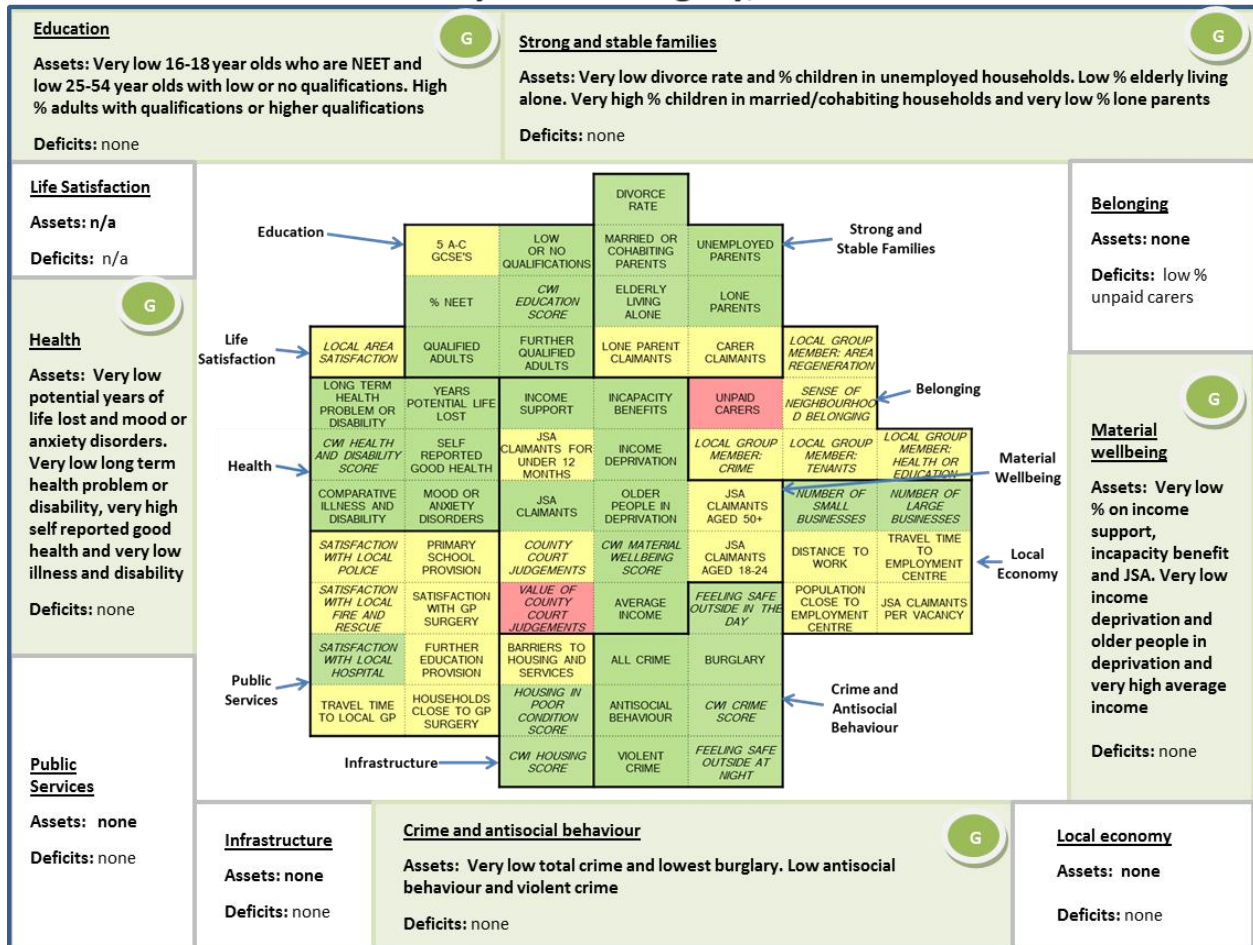 Education
G
Assets: Very low 16-18 year olds who are NEET and
low 25-54 year olds with low or no qualifications. High
% adults with qualifications or higher qualifications
Deficits: none
Strong and stable families
G
Assets: Very low divorce rate and % children in unemployed households. Low % elderly living
alone. Very high % children in married/cohabiting households and very low % lone parents
Deficits: none
Life Satisfaction
Assets: n/a
Deficits: n/a
G
Health
Assets: Very low
potential years of
life lost and mood or
anxiety disorders.
Very low long term
health problem or
disability, very high
self reported good
health and very low
illness and disability
Deficits: none
Public
Services
Assets: none
Deficits: none
Education
Strong and
Stable Families
Life
Satisfaction
Belonging
Health
Material
Wellbeing
Local
Economy
Public
Services
Crime and
Antisocial
Behaviour
Infrastructure
DIVORCE
RATE
5 A-C
GCSE'S
LOW
OR NO
QUALIFICATIONS
MARRIED OR
COHABITING
PARENTS
UNEMPLOYED
PARENTS
% NEET
CWI
EDUCATION
SCORE
ELDERLY
LIVING
ALONE
LONE
PARENTS
LOCAL AREA
SATISFACTION
QUALIFIED
ADULTS
FURTHER
QUALIFIED
ADULTS
LONE PARENT
CLAIMANTS
CARER
CLAIMANTS
LOCAL GROUP
MEMBER: AREA
REGENERATION
LONG TERM
HEALTH
PROBLEM OR
DISABILITY
YEARS
POTENTIAL LIFE
LOST
INCOME
SUPPORT
INCAPACITY
BENEFITS
UNPAID
CARERS
SENSE OF
NEIGHBOURHOO
D BELONGING
CWI HEALTH
AND DISABILITY
SCORE
SELF
REPORTED
GOOD HEALTH
JSA
CLAIMANTS FOR
UNDER 12
MONTHS
INCOME
DEPRIVATION
LOCAL GROUP
MEMBER:
CRIME
LOCAL GROUP
MEMBER:
TENANTS
LOCAL GROUP
MEMBER:
HEALTH OR
EDUCATION
COMPARATIVE
ILLNESS AND
DISABILITY
MOOD OR
ANXIETY
DISORDERS
JSA
CLAIMANTS
OLDER
PEOPLE IN
DEPRIVATION
JSA
CLAIMANTS
AGED 50+
NUMBER OF
SMALL
BUSINESSES
NUMBER OF
LARGE
BUSINESSES
SATISFACTION
WITH LOCAL
POLICE
PRIMARY
SCHOOL
PROVISION
COUNTY
COURT
JUDGEMENTS
CWI MATERIAL
WELLBEING
SCORE
JSA
CLAIMANTS
AGED 18-24
DISTANCE TO
WORK
TRAVEL TIME
TO
EMPLOYMENT
CENTRE
SATISFACTION
WITH LOCAL
FIRE AND
RESCUE
SATISFACTION
WITH GP
SURGERY
VALUE OF
COUNTY
COURT
JUDGEMENTS
AVERAGE
INCOME
FEELING SAFE
OUTSIDE IN THE
DAY
POPULATION
CLOSE TO
EMPLOYMENT
CENTRE
JSA CLAIMANTS
PER VACANCY
SATISFACTION
WITH LOCAL
HOSPITAL
FURTHER
EDUCATION
PROVISION
BARRIERS TO
HOUSING AND
SERVICES
ALL CRIME
BURGLARY
TRAVEL TIME
TO LOCAL GP
HOUSEHOLDS
CLOSE TO GP
SURGERY
HOUSING IN
POOR
CONDITION
SCORE
ANTISOCIAL
BEHAVIOUR
CWI CRIME
SCORE
CWI HOUSING
SCORE
VIOLENT
CRIME
FEELING SAFE
OUTSIDE AT
NIGHT
Belonging
Assets: none
Deficits: low %
unpaid carers
G
Material
wellbeing
Assets: Very low
% on income
support,
incapacity benefit
and JSA. Very low
income
deprivation and
older people in
deprivation and
very high average
income
Deficits: none
Infrastructure
Assets: none
Deficits: none
Crime and antisocial behaviour
G
Assets: Very low total crime and lowest burglary. Low antisocial
behaviour and violent crime
Deficits: none
Local economy
Assets: none
Deficits: none